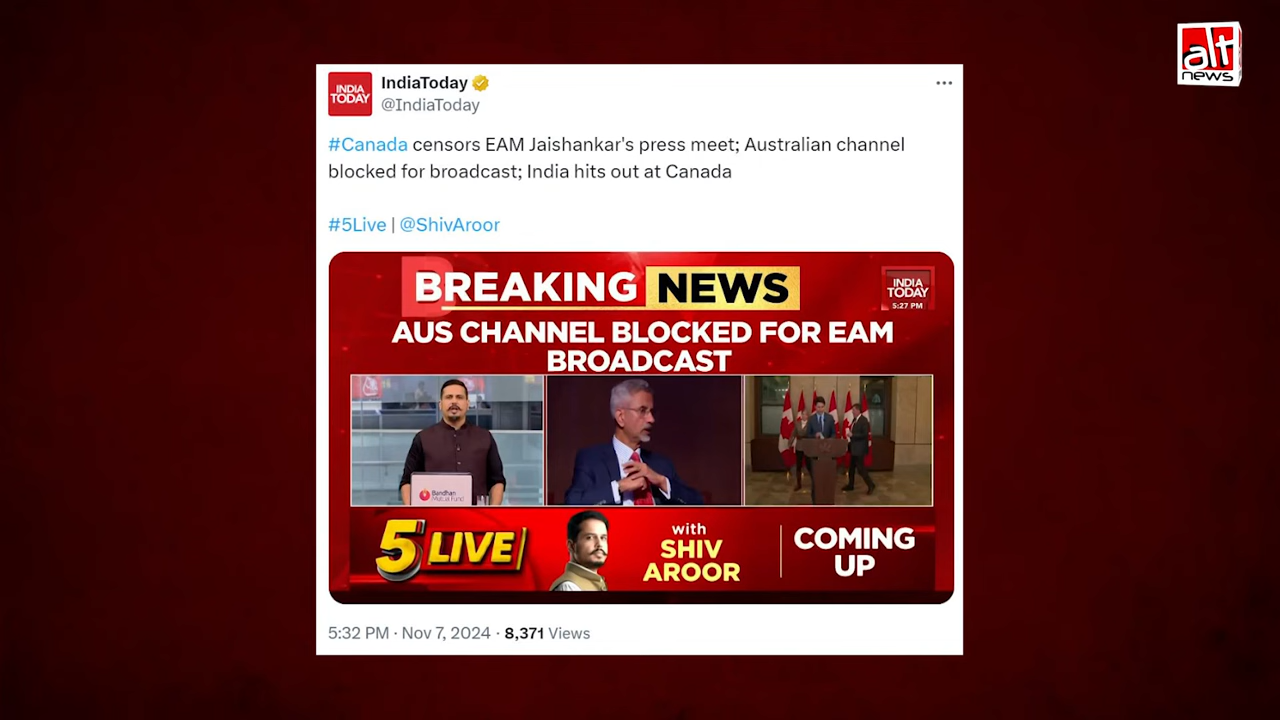 alt
news
INDIA
TODAY
IndiaToday
@IndiaToday
#Canada censors EAM Jaishankar's press meet; Australian channel
blocked for broadcast; India hits out at Canada
#5Live | @ShivAroor
BREAKING NEWS
INDIA
TODAY
5:27 PM
AUS CHANNEL BLOCKED FOR EAM
BROADCAST
Bandhan
Mutual Fund
5 LIVE
with
SHIV
AROOR
COMING
UP
5:32 PM · Nov 7, 2024 · 8,371 Views